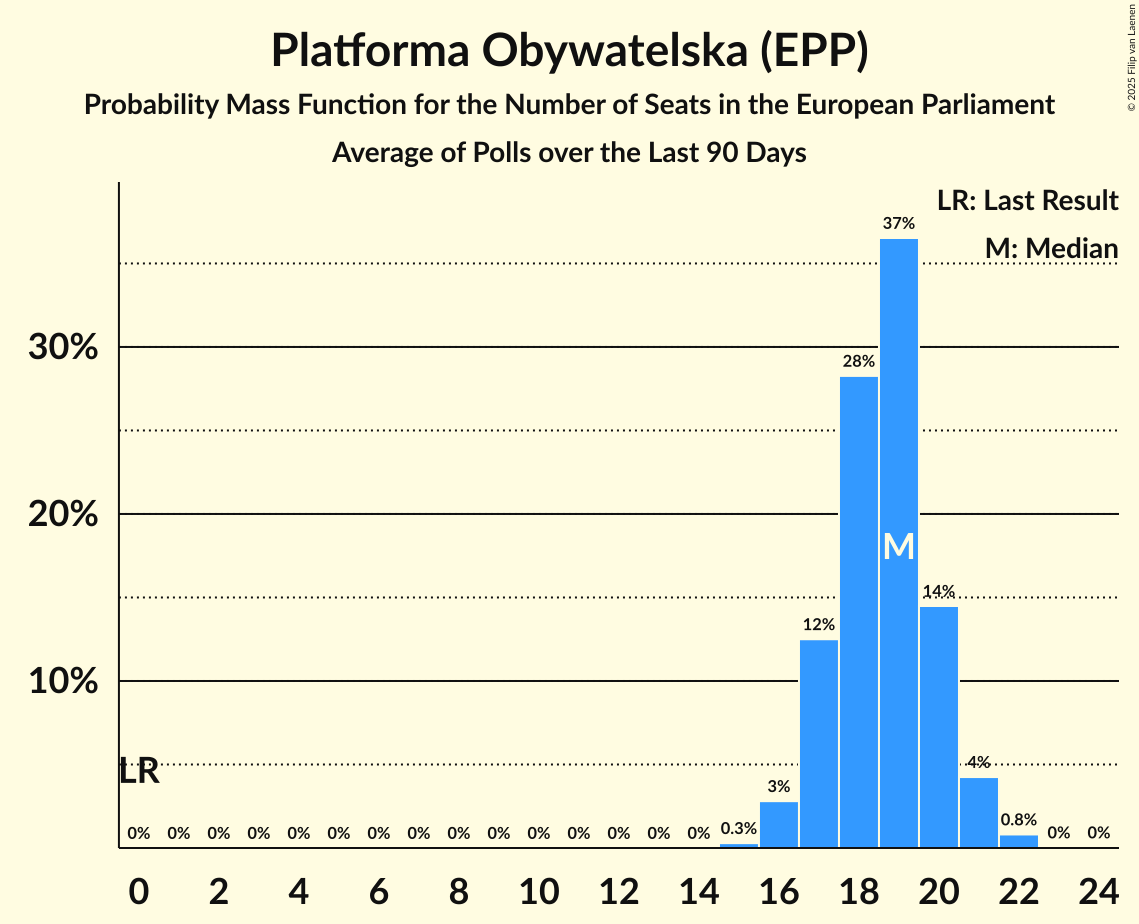 Platforma Obywatelska (EPP)
Probability Mass Function for the Number of Seats in the European Parliament
Average of Polls over the Last 90 Days
© 2025 Filip van Laenen
LR: Last Result
M: Median
37%
30%
28%
20%
M
14%
12%
10%
LR
4%
3%
0% 0% 0% 0% 0% 0% 0% 0% 0% 0% 0% 0% 0% 0% 0% 0.3% 0.8% 0% 0%
0 2 4 6 8 10 12 14 16 18 20 22 24